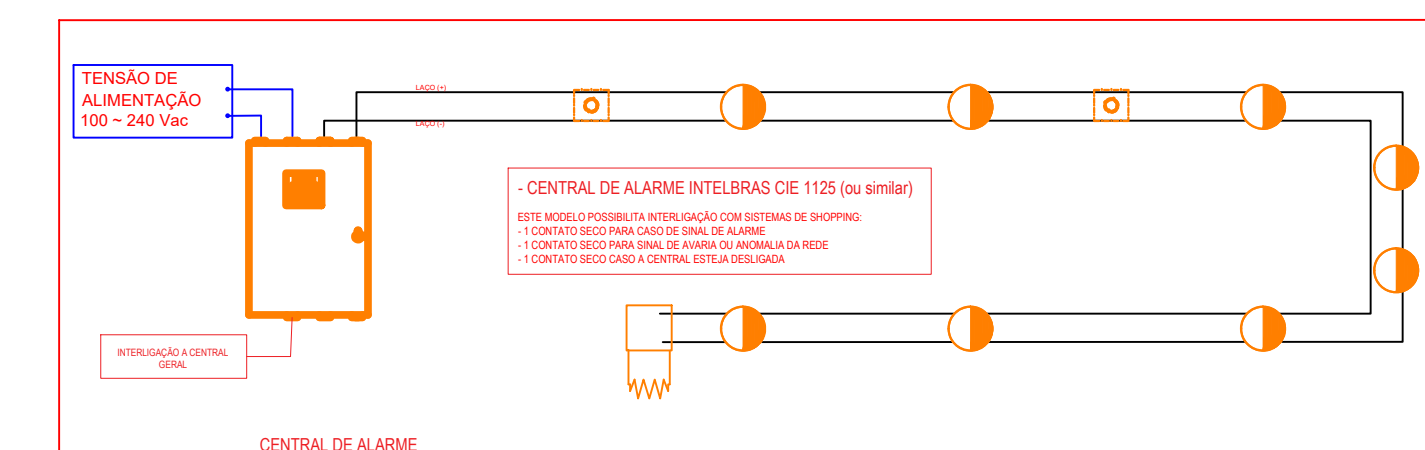 TENSÃO DE
ALIMENTAÇÃO
100 ~ 240 Vac
LAÇO (+)
LAÇO (-)
- CENTRAL DE ALARME INTELBRAS CIE 1125 (ou similar)
ESTE MODELO POSSIBILITA INTERLIGAÇÃO COM SISTEMAS DE SHOPPING:
- 1 CONTATO SECO PARA CASO DE SINAL DE ALARME
- 1 CONTATO SECO PARA SINAL DE AVARIA OU ANOMALIA DA REDE
- 1 CONTATO SECO CASO A CENTRAL ESTEJA DESLIGADA
INTERLIGAÇÃO A CENTRAL
GERAL
CENTRAL DE ALARME